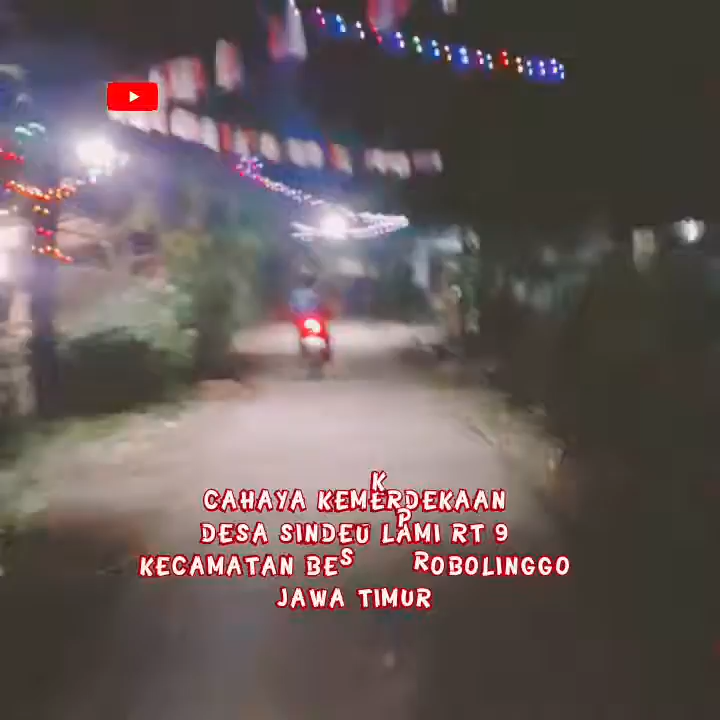 CAHAYA KEMERDEKAAN
DESA SINDEU LAMI RT 9
KECAMATAN BES K P ROBOLINGGO
JAWA TIMUR